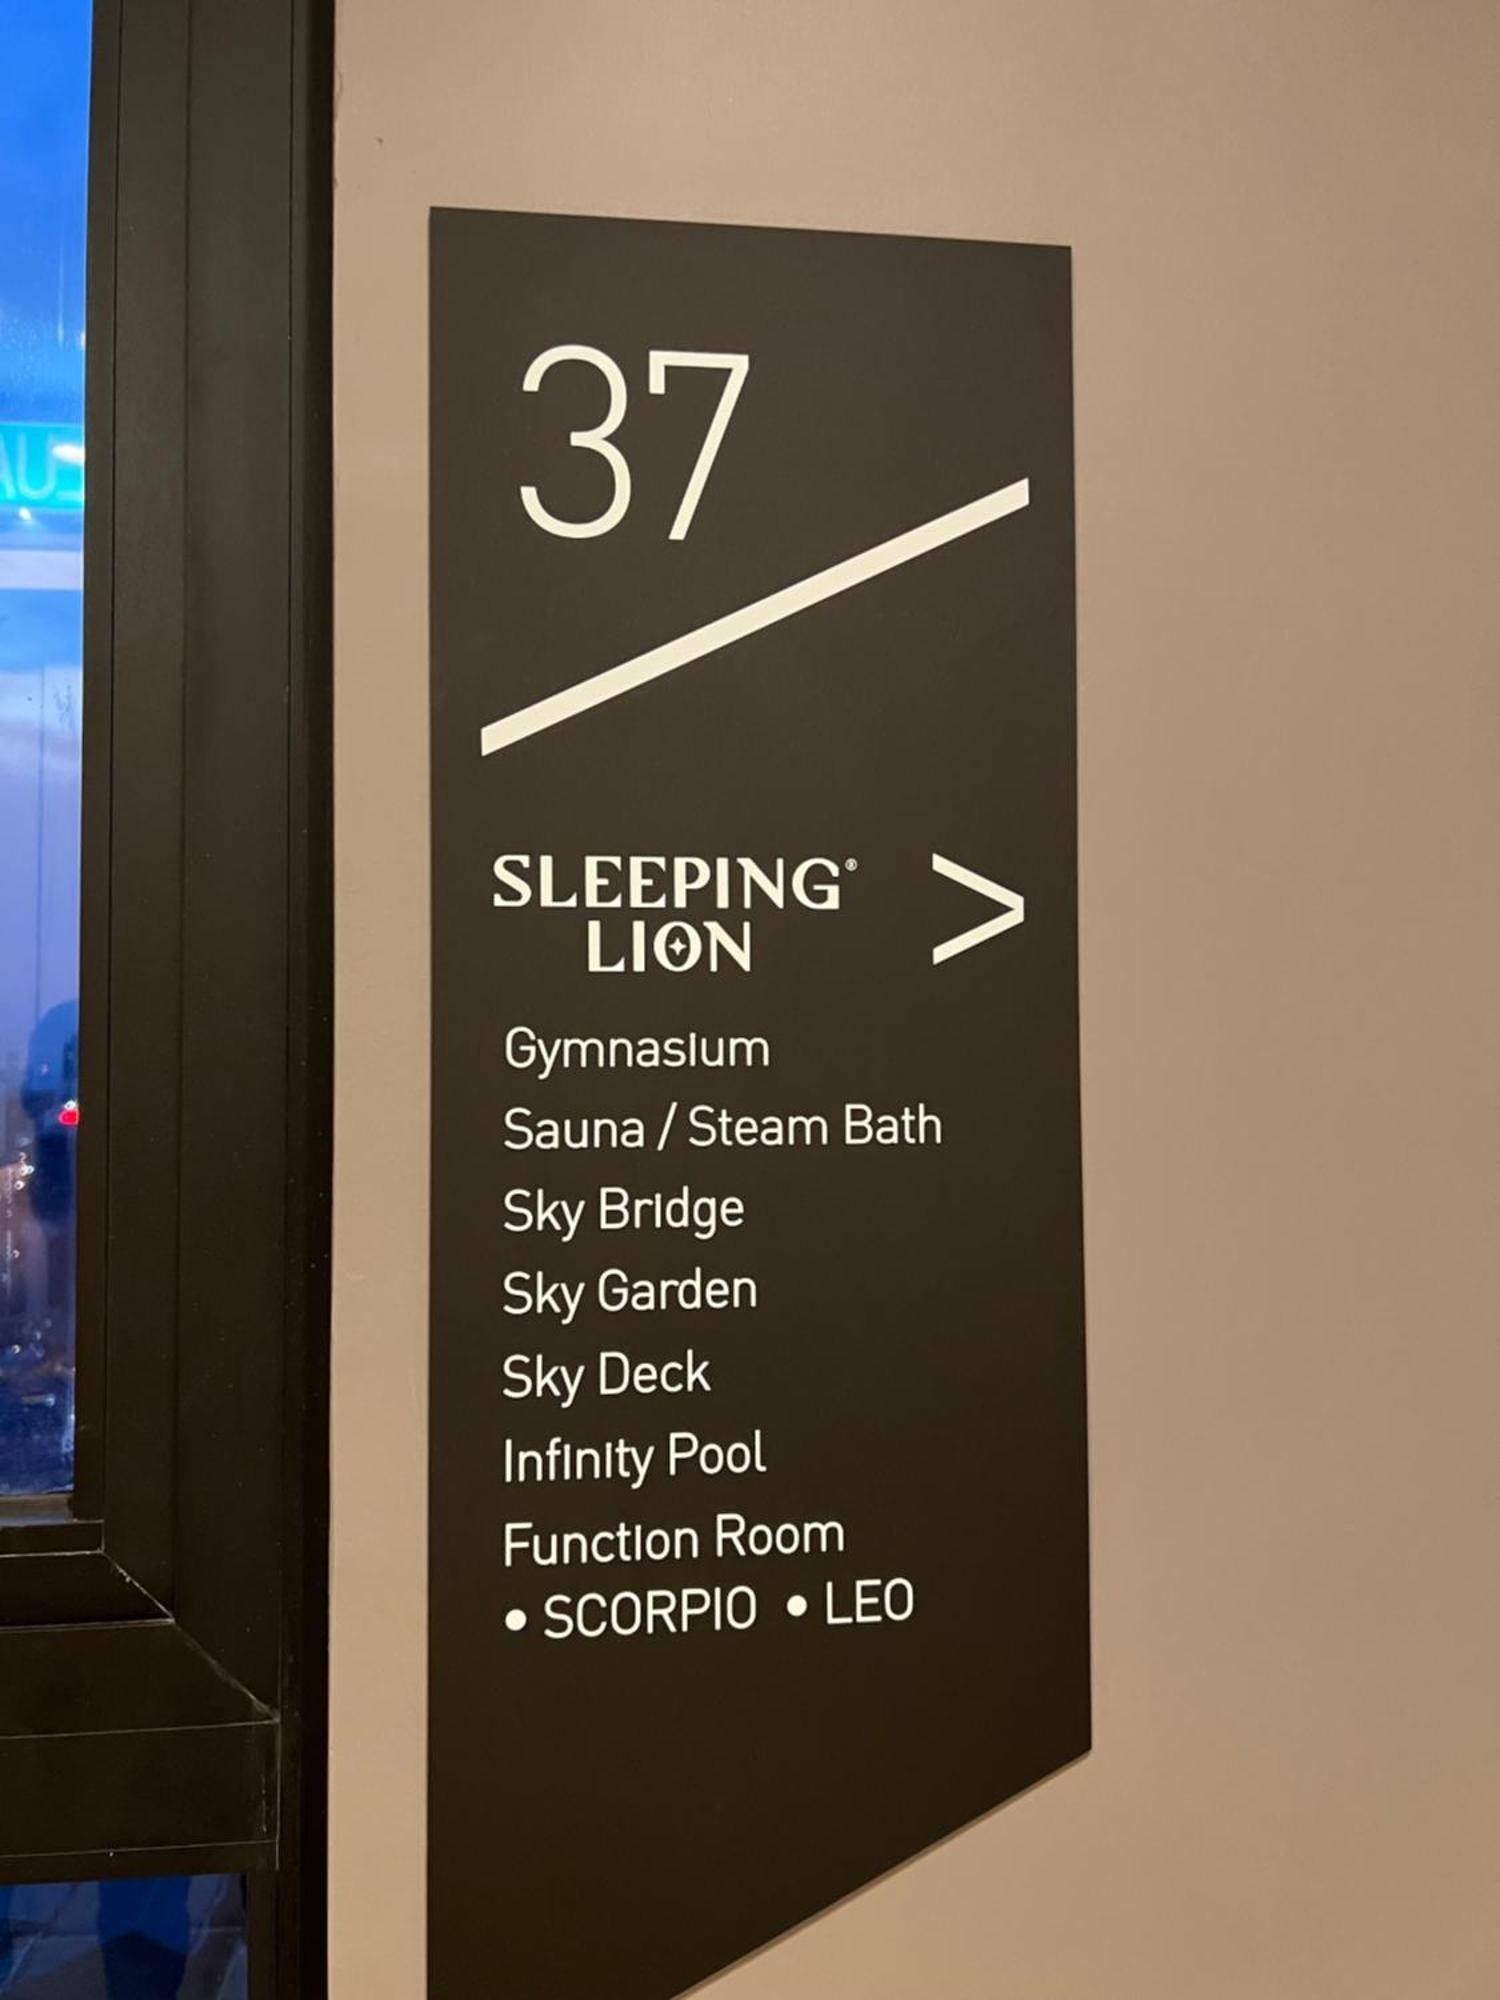 37
SLEEPING®
LION
>
Gymnasium
Sauna / Steam Bath
Sky Bridge
Sky Garden
Sky Deck
Infinity Pool
Function Room
• SCORPIO • LEO